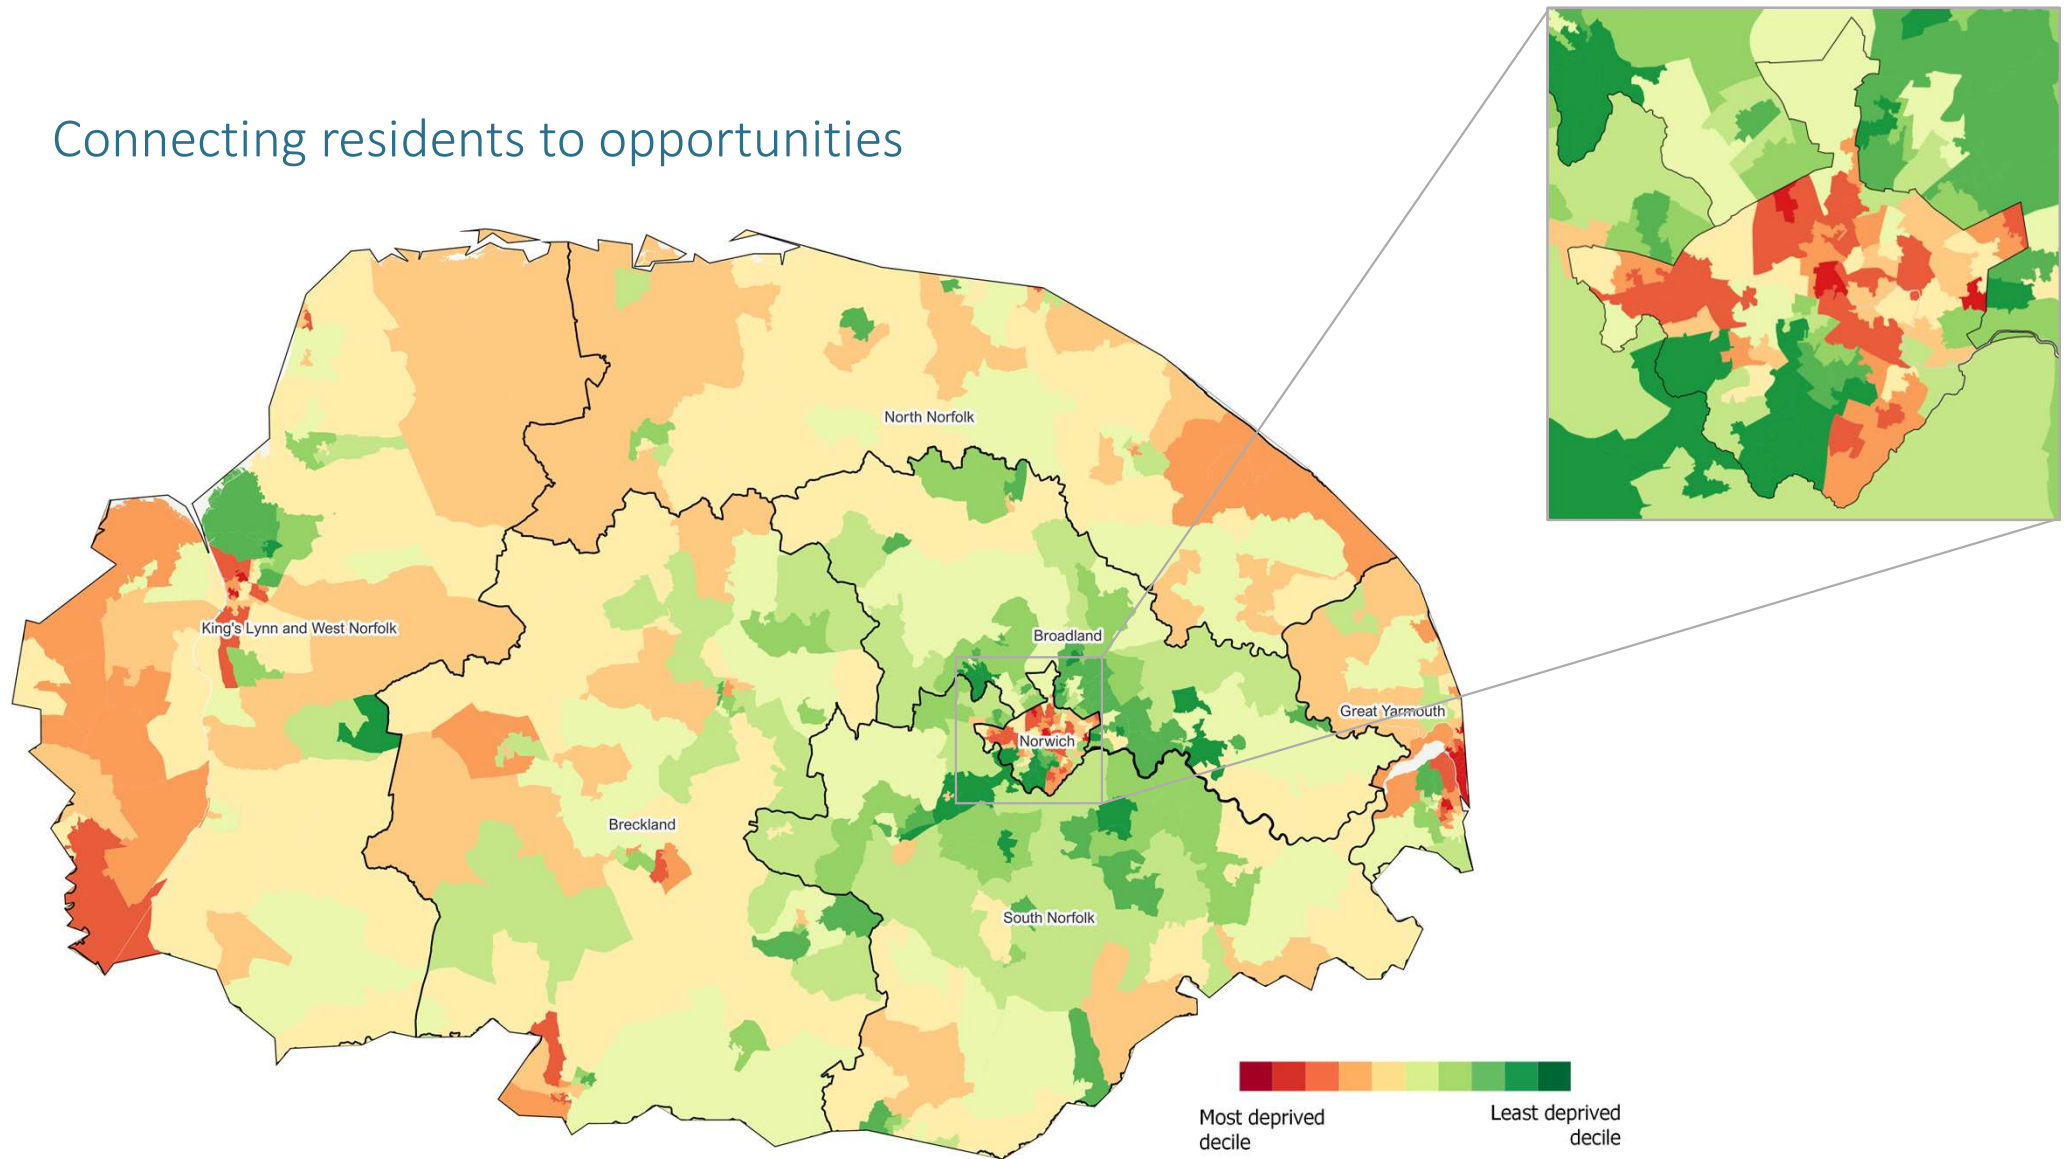 Connecting residents to opportunities
North Norfolk
King's Lynn and West Norfolk
Broadland
Great Yarmouth
Norwich
Breckland
South Norfolk
Most deprived
decile
Least deprived
decile